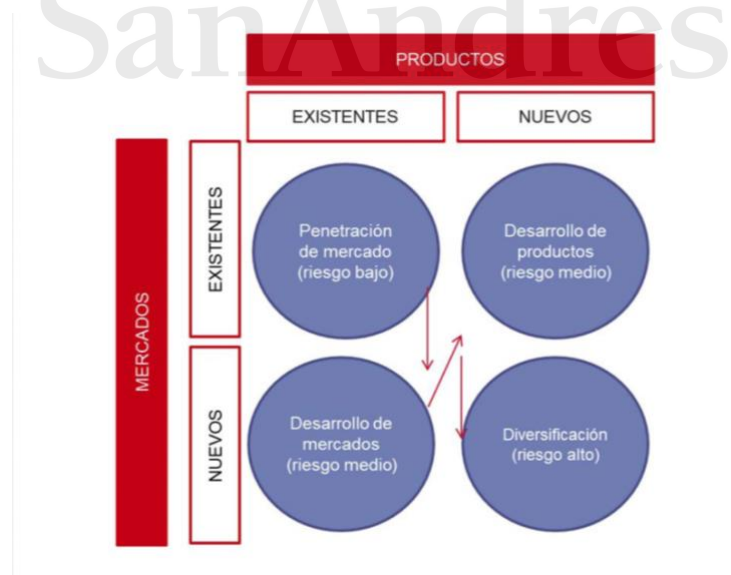 SanAndres
PRODUCTOS
EXISTENTES
NUEVOS
MERCADOS
EXISTENTES
Penetración
de mercado
(riesgo bajo)
Desarrollo de
productos
(riesgo medio)
NUEVOS
Desarrollo de
mercados
(riesgo medio)
Diversificación
(riesgo alto)